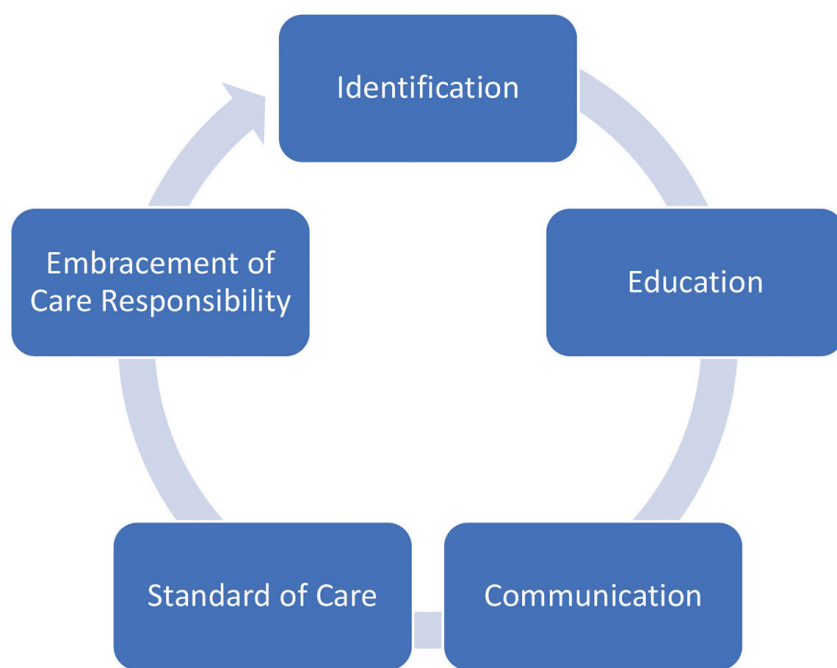 Identification
Education
Communication
Standard of Care
Embracement of
Care Responsibility